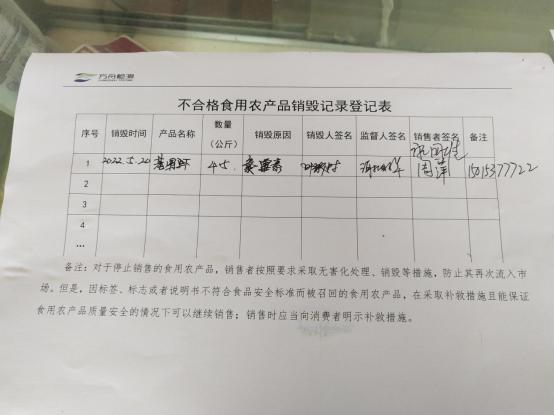 方舟检测
不合格食用农产品销毁记录登记表
序号 销毁时间 产品名称 数量（公斤） 销毁原因 销毁人签名 监督人签名 销售者签名 备注
1 2022.5.20 45 周萍 15153777722
2
3
4
…
备注：对于停止销售的食用农产品，销售者按照要求采取无害化处理、销毁等措施，防止其再次流入市
场。但是，因标签、标志或者说明书不符合食品安全标准而被召回的食用农产品，在采取补救措施且能保证
食用农产品质量安全的情况下可以继续销售；销售时应当向消费者明示补救措施。